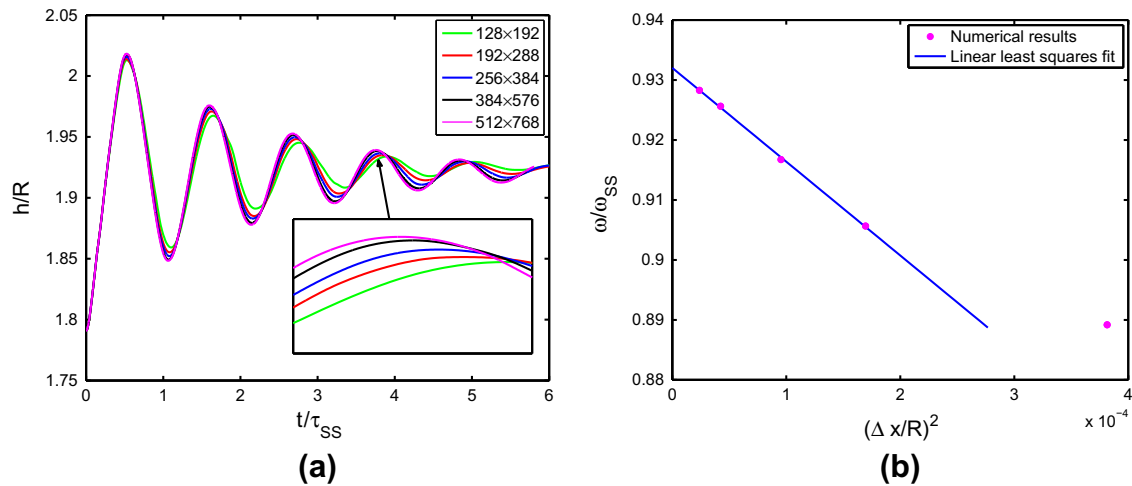 2.05
2
1.95
1.9
1.85
1.8
1.75
h/R
0 1 2 3 4 5 6
t/τSS
128×192
192×288
256×384
384×576
512×768
(a)
0.94
0.93
0.92
0.91
0.9
0.89
0.88
ω/ωSS
0 1 2 3 4
x 10⁻⁴
(Δ x/R)²
Numerical results
Linear least squares fit
(b)